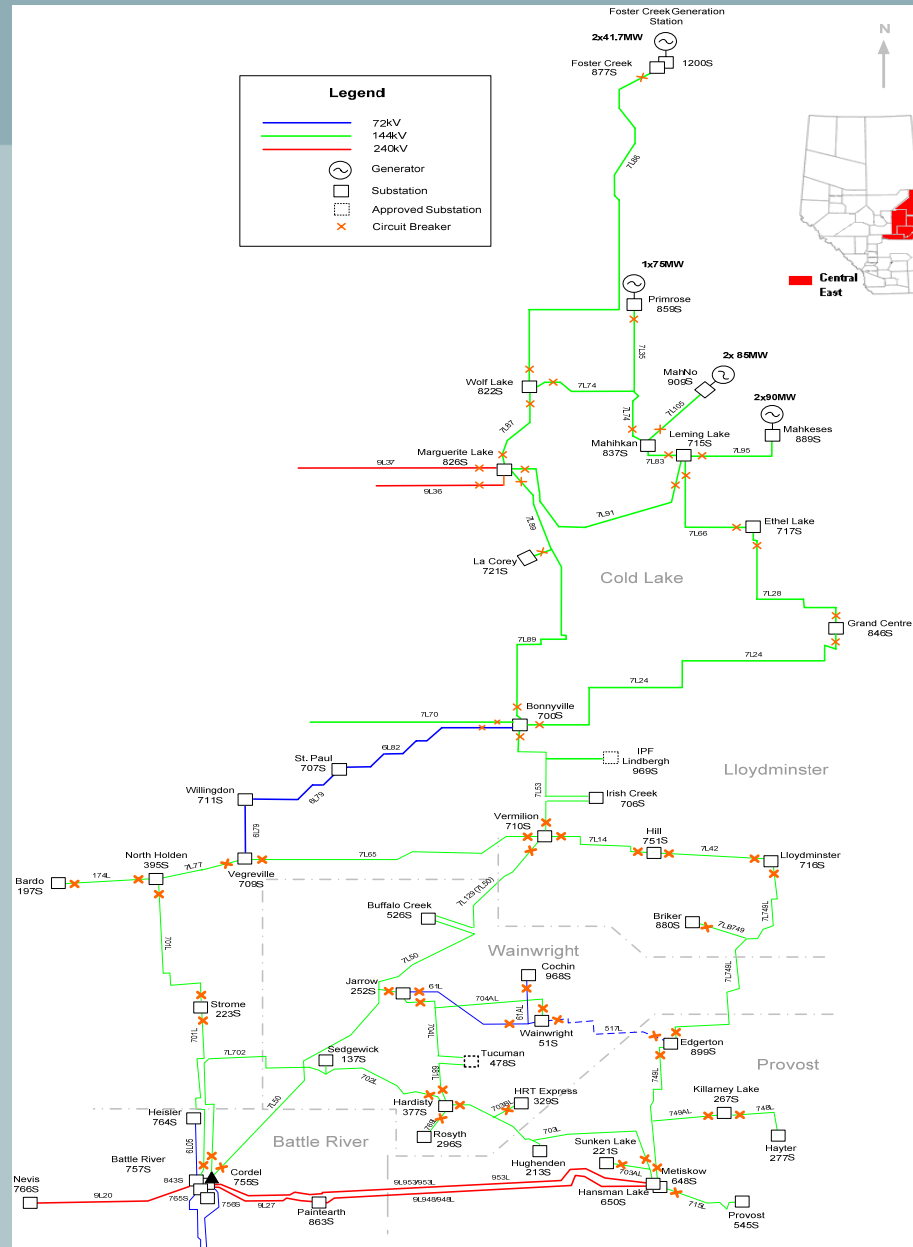 Foster Creek Generation
Station
2x41.7MW
Foster Creek
877S
1200S
N
Legend
72kV
144kV
240kV
Generator
Substation
Approved Substation
Circuit Breaker
7L86
Central
East
1x75MW
Primrose
859S
7L35
2x 85MW
MahNo
909S
2x90MW
Wolf Lake
822S
7L74
7L74
7L105
Mahkeses
889S
7L87
Leming Lake
715S
Mahihkan
837S
7L83
7L95
Marguerite Lake
826S
9L37
9L36
7L91
7L89
7L66
Ethel Lake
717S
La Corey
721S
Cold Lake
7L28
Grand Centre
846S
7L89
7L24
7L24
Bonnyville
700S
7L70
6L82
St. Paul
707S
IPF
Lindbergh
969S
Lloydminster
Willingdon
711S
6L79
7L53
Irish Creek
706S
6L79
Vermilion
710S
7L14
Hill
751S
7L42
Lloydminster
716S
North Holden
395S
7L77
7L65
Vegreville
709S
Bardo
197S
174L
7L129 (7L50)
7L749L
Buffalo Creek
526S
Briker
880S
7LB749
701L
Wainwright
7L50
7L749L
Cochin
968S
Jarrow
252S
61L
704AL
61AL
Strome
223S
Wainwright
51S
517L
704L
701L
Edgerton
899S
Sedgewick
137S
Tucuman
478S
Provost
7L702
702L
681L
749L
Killarney Lake
267S
HRT Express
329S
Hardisty
377S
703BL
749AL
748L
7L50
Heisler
764S
769L
Rosyth
296S
703L
Sunken Lake
221S
Hayter
277S
6L05
Battle River
Hughenden
213S
703AL
Battle River
757S
Cordel
755S
Metiskow
648S
Nevis
766S
843S
9L953/953L
953L
Hansman Lake
650S
9L20
765S
756S
9L27
9L948/948L
Paintearth
863S
715L
Provost
545S